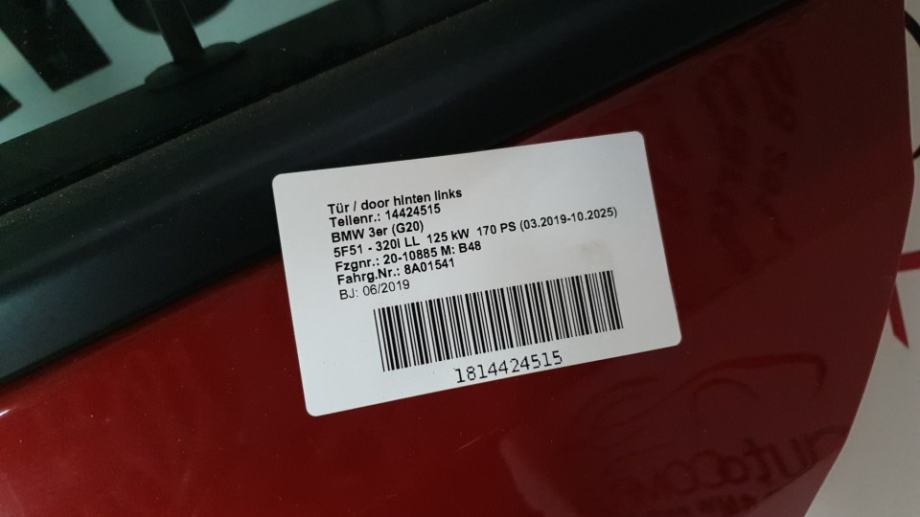 Tür / door hinten links
Teilenr.: 14424515
BMW 3er (G20)
5F51 - 320i LL 125 kW 170 PS (03.2019-10.2025)
Fzgnr.: 20-10885 M: B48
Fahrg.Nr.: 8A01541
BJ: 06/2019
1814424515